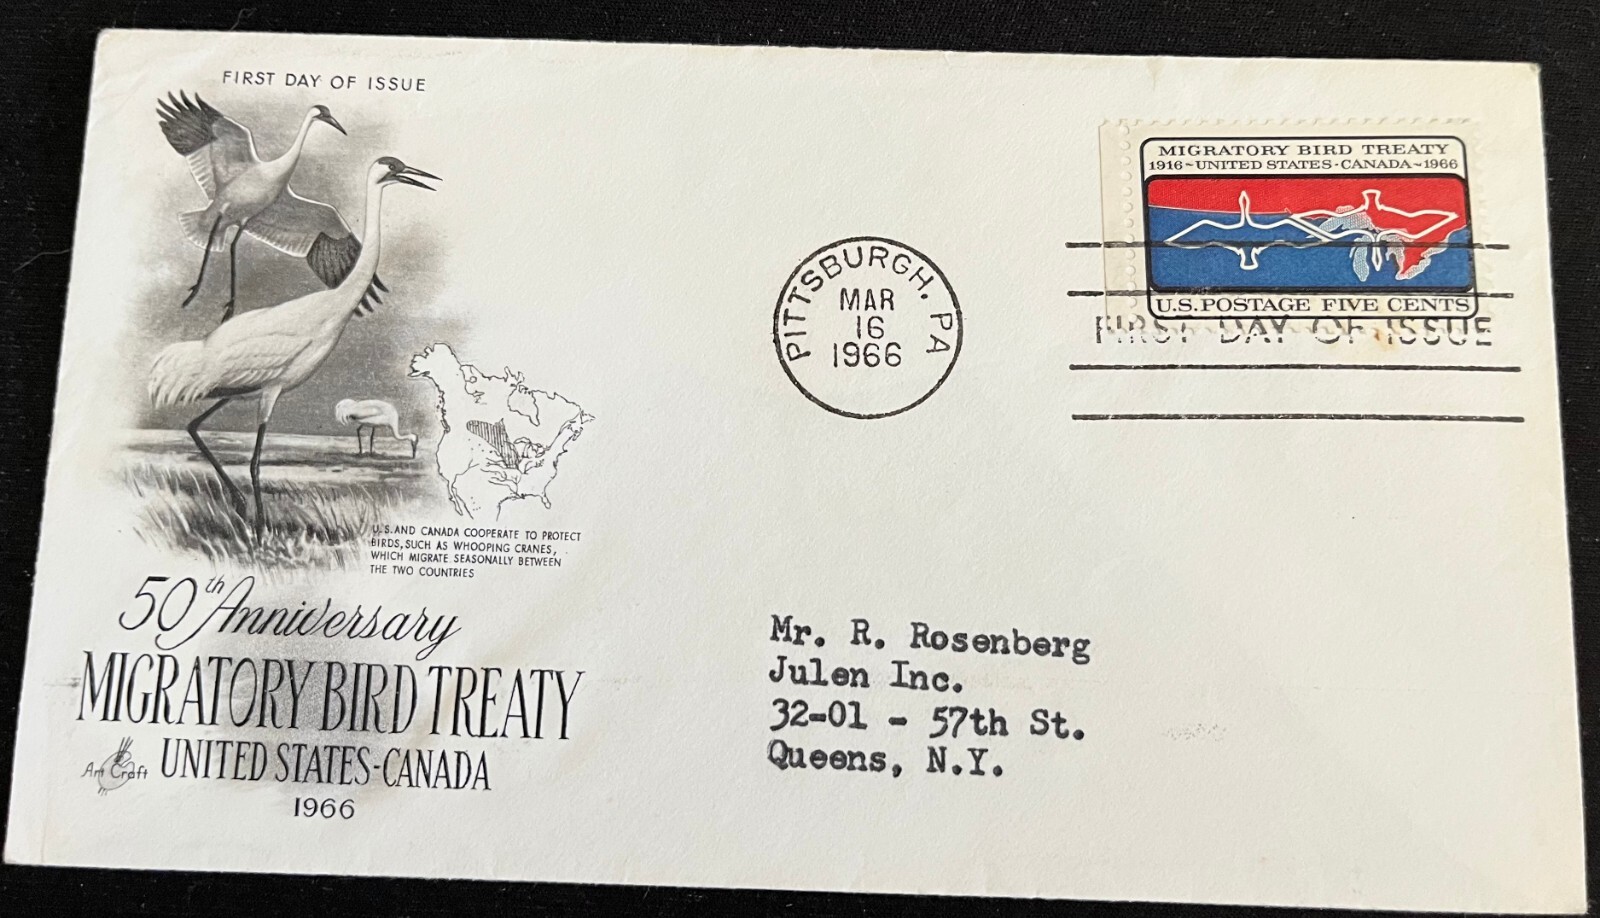 FIRST DAY OF ISSUE
MIGRATORY BIRD TREATY
1916~UNITED STATES·CANADA~1966
U.S. POSTAGE FIVE CENTS
PITTSBURGH, PA
MAR
16
1966
FIRST DAY OF ISSUE
U.S. AND CANADA COOPERATE TO PROTECT
BIRDS, SUCH AS WHOOPING CRANES,
WHICH MIGRATE SEASONALLY BETWEEN
THE TWO COUNTRIES
50th Anniversary
MIGRATORY BIRD TREATY
UNITED STATES-CANADA
1966
Art Craft
Mr. R. Rosenberg
Julen Inc.
32-01 - 57th St.
Queens, N.Y.